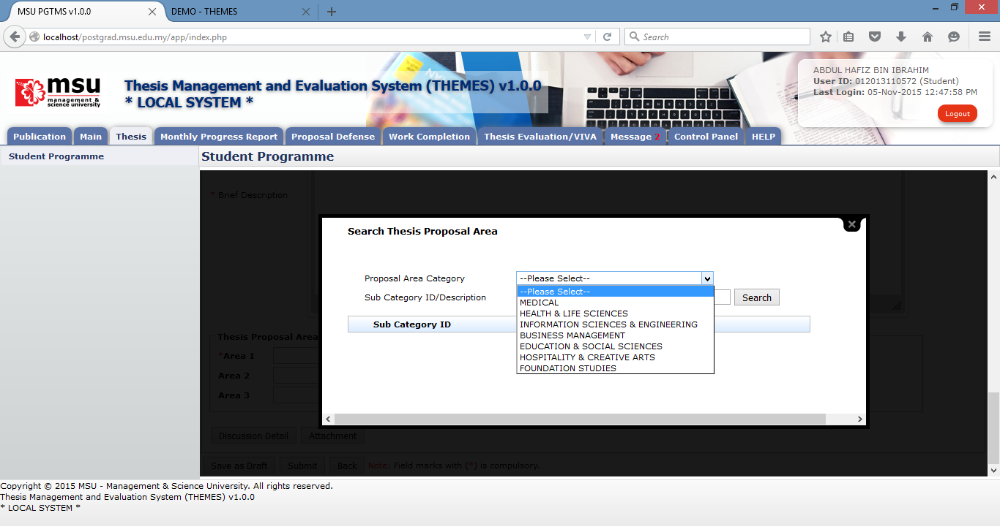 MSU PGTMS v1.0.0
DEMO - THEMES
localhost/postgrad.msu.edu.my/app/index.php
Search
msu
management &
science university
Thesis Management and Evaluation System (THEMES) v1.0.0
* LOCAL SYSTEM *
ABDUL HAFIZ BIN IBRAHIM
User ID: 012013110572 (Student)
Last Login: 05-Nov-2015 12:47:58 PM
Logout
Publication Main Thesis Monthly Progress Report Proposal Defense Work Completion Thesis Evaluation/VIVA Message 2 Control Panel HELP
Student Programme
Student Programme
* Brief Description
Search Thesis Proposal Area
Proposal Area Category
--Please Select--
Sub Category ID/Description
Search
--Please Select--
MEDICAL
HEALTH & LIFE SCIENCES
INFORMATION SCIENCES & ENGINEERING
BUSINESS MANAGEMENT
EDUCATION & SOCIAL SCIENCES
HOSPITALITY & CREATIVE ARTS
FOUNDATION STUDIES
Sub Category ID
Thesis Proposal Area
*Area 1
Area 2
Area 3
Discussion Detail Attachment
Save as Draft Submit Back Note: Field marks with (*) is compulsory.
Copyright © 2015 MSU - Management & Science University. All rights reserved.
Thesis Management and Evaluation System (THEMES) v1.0.0
* LOCAL SYSTEM *